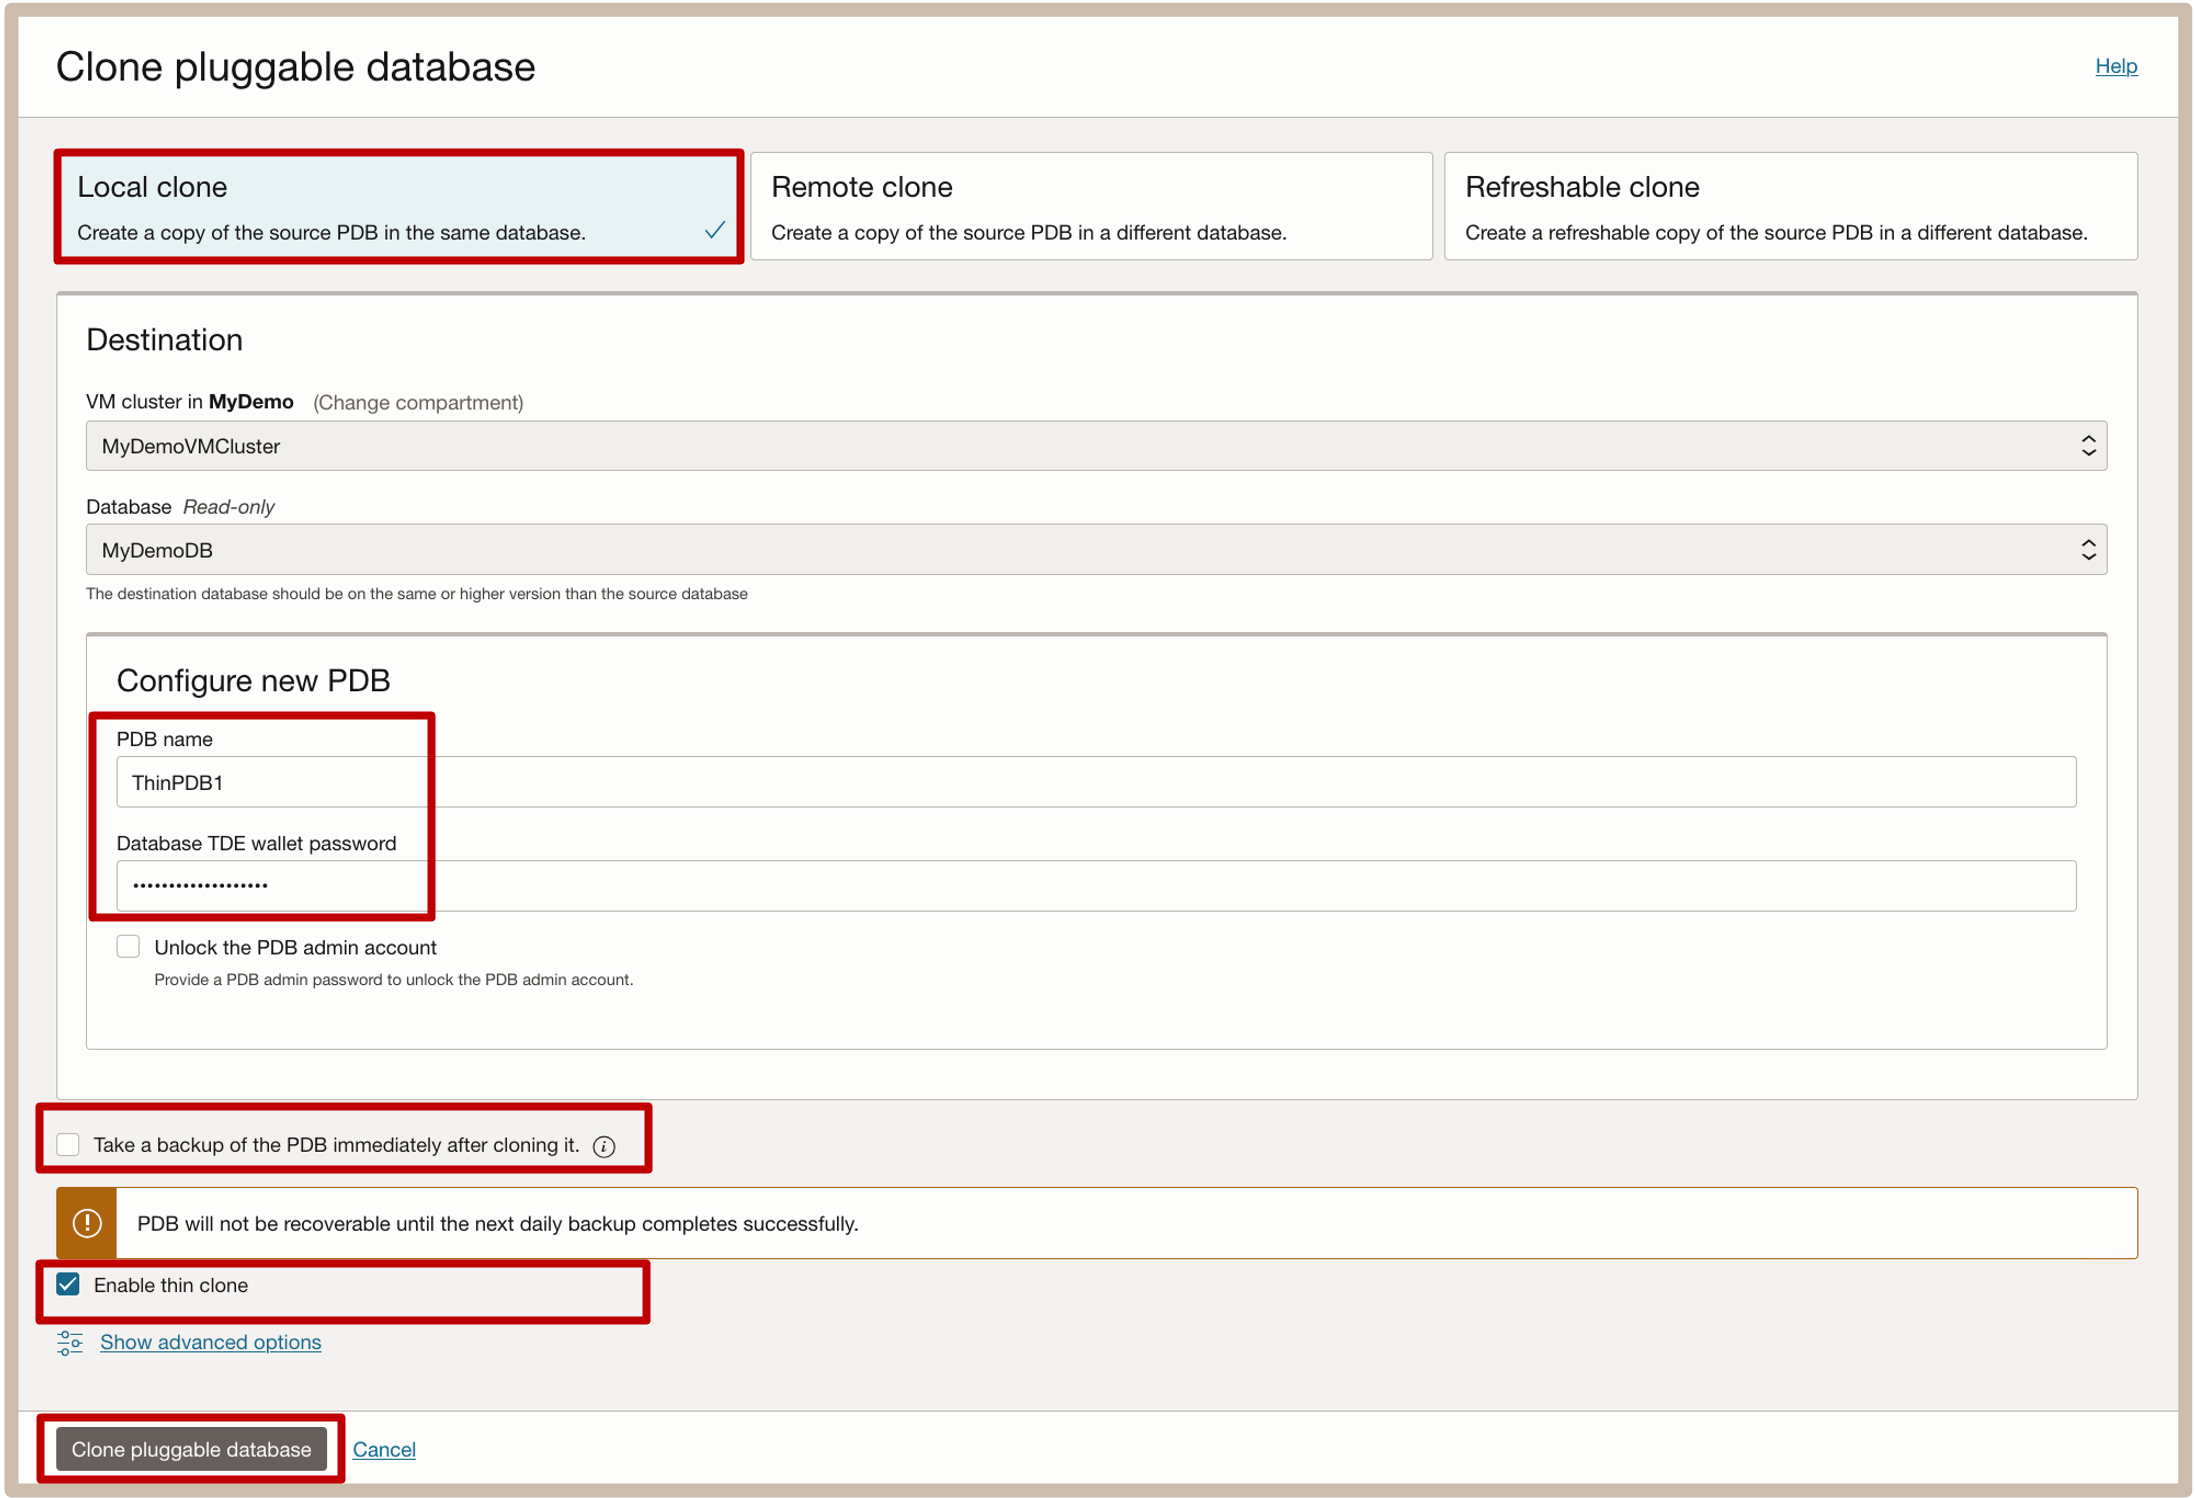 Clone pluggable database
Help
Local clone
Create a copy of the source PDB in the same database.
Remote clone
Create a copy of the source PDB in a different database.
Refreshable clone
Create a refreshable copy of the source PDB in a different database.
Destination
VM cluster in MyDemo (Change compartment)
MyDemoVMCluster
Database Read-only
MyDemoDB
The destination database should be on the same or higher version than the source database
Configure new PDB
PDB name
ThinPDB1
Database TDE wallet password
•••••••••••••••••••
Unlock the PDB admin account
Provide a PDB admin password to unlock the PDB admin account.
Take a backup of the PDB immediately after cloning it.
PDB will not be recoverable until the next daily backup completes successfully.
Enable thin clone
Show advanced options
Clone pluggable database
Cancel